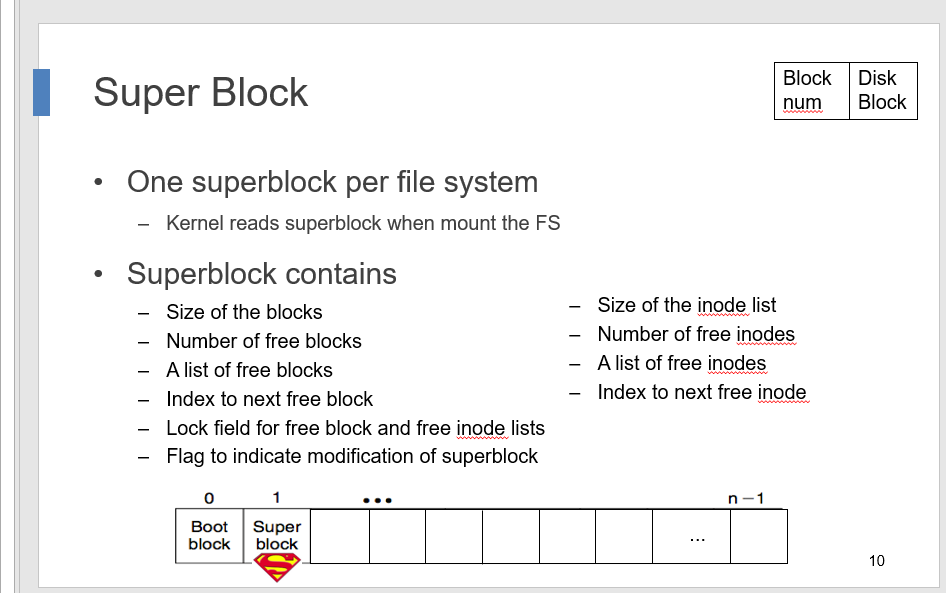 Super Block
Block Disk
num Block
• One superblock per file system
– Kernel reads superblock when mount the FS
• Superblock contains
– Size of the blocks
– Number of free blocks
– A list of free blocks
– Index to next free block
– Lock field for free block and free inode lists
– Flag to indicate modification of superblock
– Size of the inode list
– Number of free inodes
– A list of free inodes
– Index to next free inode
0 1 ••• n – 1
Boot Super
block block
S
...
10